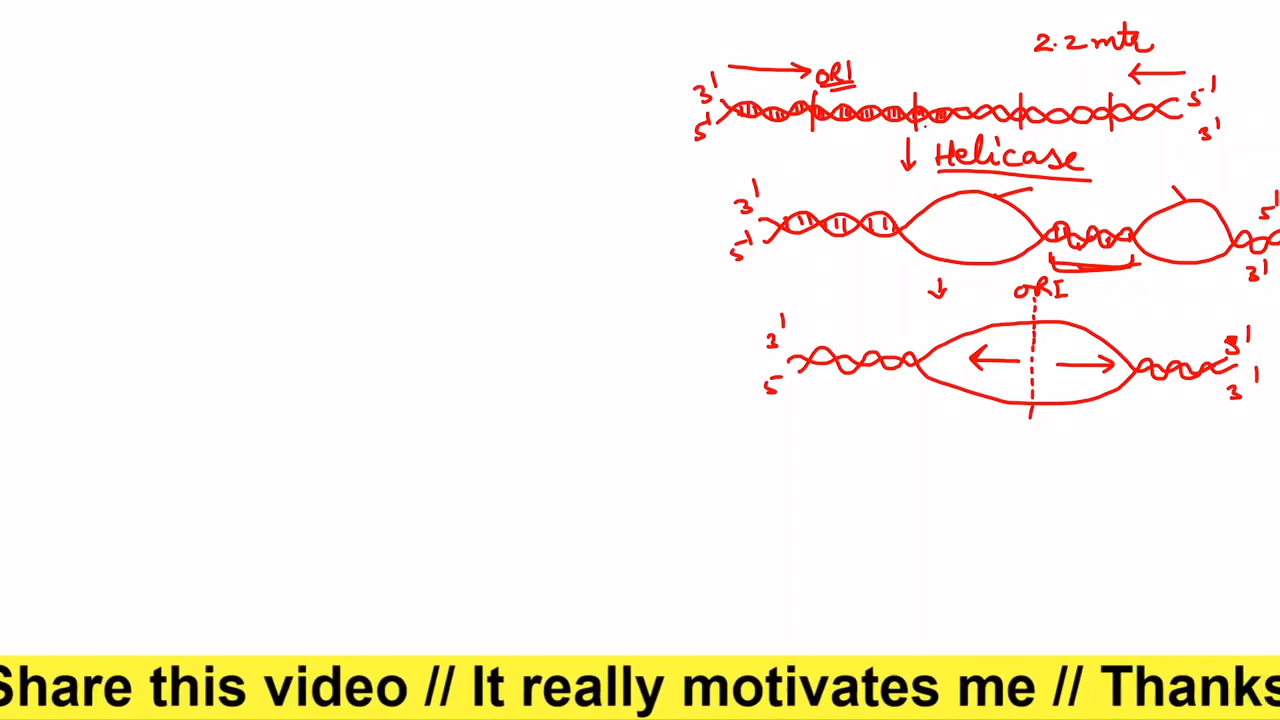 2.2 mtr
3' ORI 5'
5' 3'
Helicase
3' 5'
5' 3'
ORI
3' 5'
5 3'
Share this video // It really motivates me // Thanks